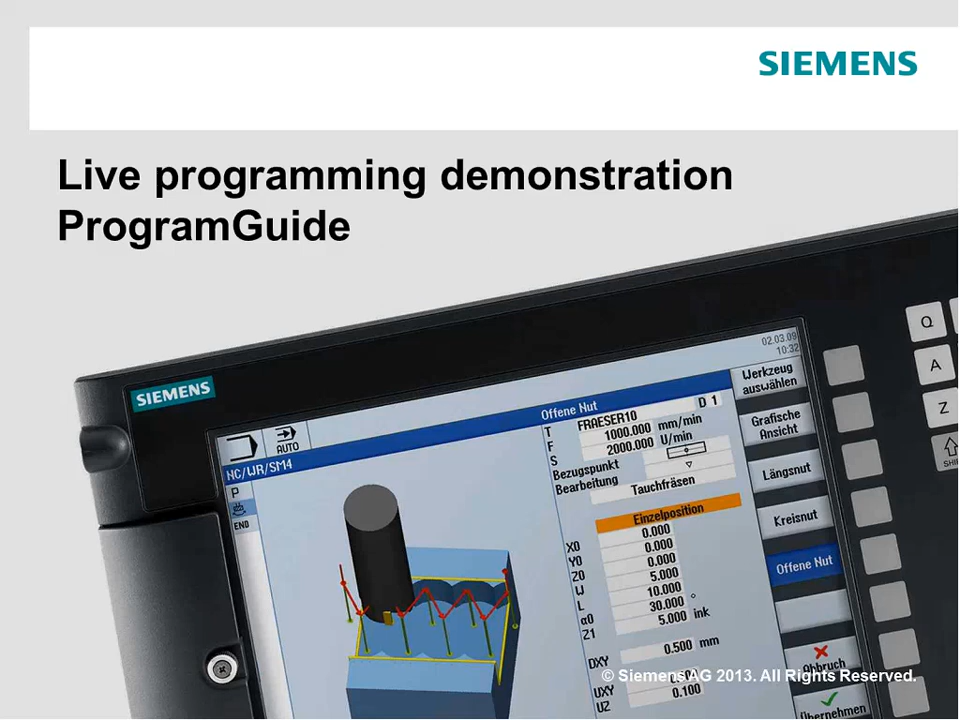 SIEMENS
Live programming demonstration
ProgramGuide
SIEMENS
02.03.09
10:32
AUTO
NC/WR/SM4
P
END
Offene Nut
T FRAESER10 D 1
F 1000.000 mm/min
S 2000.000 U/min
Bezugspunkt
Bearbeitung
Tauchfräsen
Einzelposition
X0 0.000
Y0 0.000
Z0 0.000
W 5.000
L 10.000
α0 30.000 °
Z1 5.000 ink
DXY 0.500 mm
UXY
UZ 0.100
Werkzeug
auswählen
Grafische
Ansicht
Längsnut
Kreisnut
Offene Nut
Abbruch
Übernehmen
Q
A
Z
© Siemens AG 2013. All Rights Reserved.